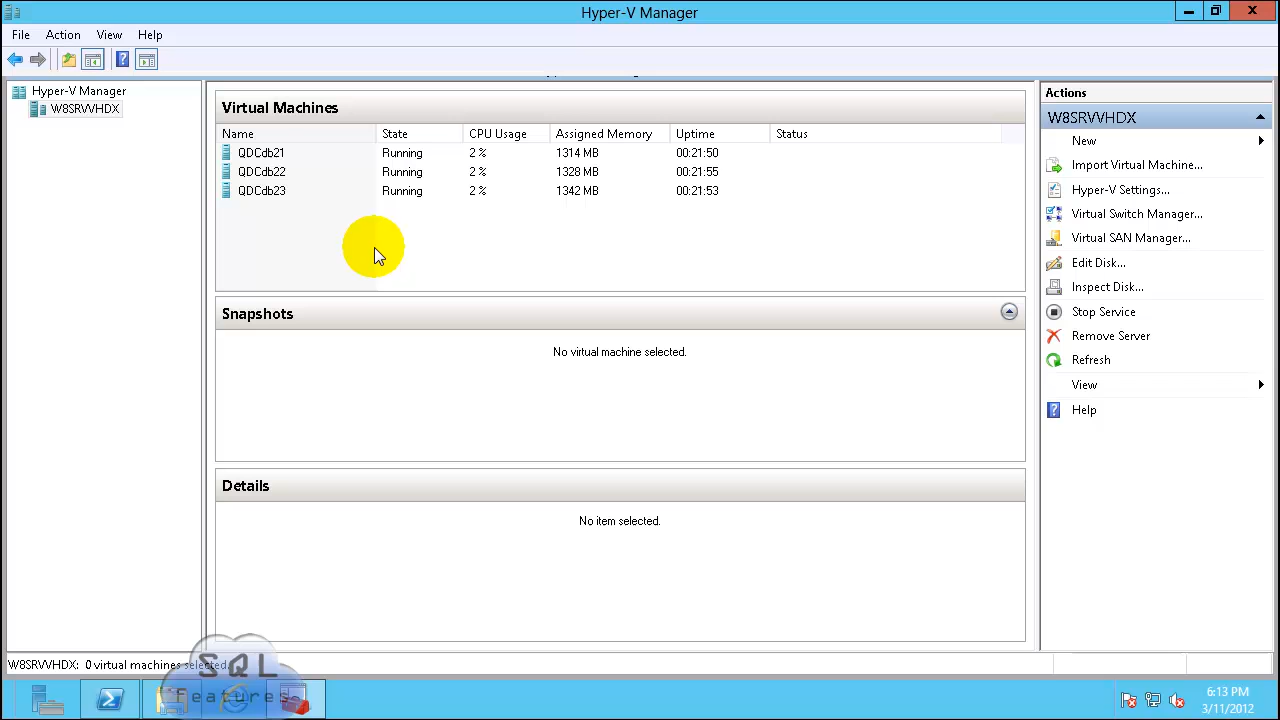 Hyper-V Manager
File Action View Help
Hyper-V Manager
W8SRVVHDX
Virtual Machines
Name State CPU Usage Assigned Memory Uptime Status
QDCdb21 Running 2 % 1314 MB 00:21:50
QDCdb22 Running 2 % 1328 MB 00:21:55
QDCdb23 Running 2 % 1342 MB 00:21:53
Snapshots
No virtual machine selected.
Details
No item selected.
Actions
W8SRVVHDX
New
Import Virtual Machine...
Hyper-V Settings...
Virtual Switch Manager...
Virtual SAN Manager...
Edit Disk...
Inspect Disk...
Stop Service
Remove Server
Refresh
View
Help
W8SRVVHDX: 0 virtual machines selected.
SQL
Features
6:13 PM
3/11/2012